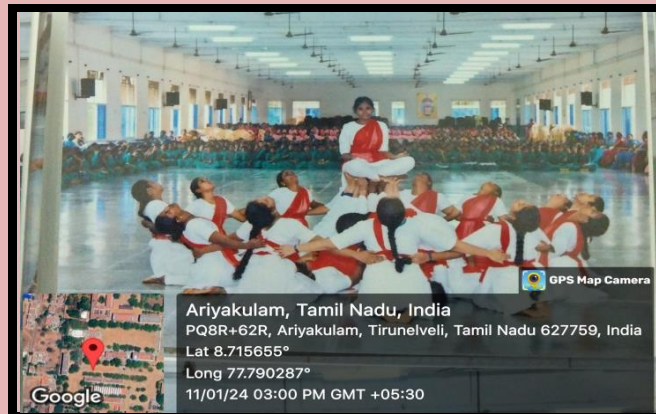 GPS Map Camera
Ariyakulam, Tamil Nadu, India
PQ8R+62R, Ariyakulam, Tirunelveli, Tamil Nadu 627759, India
Lat 8.715655°
Long 77.790287°
11/01/24 03:00 PM GMT +05:30
Google